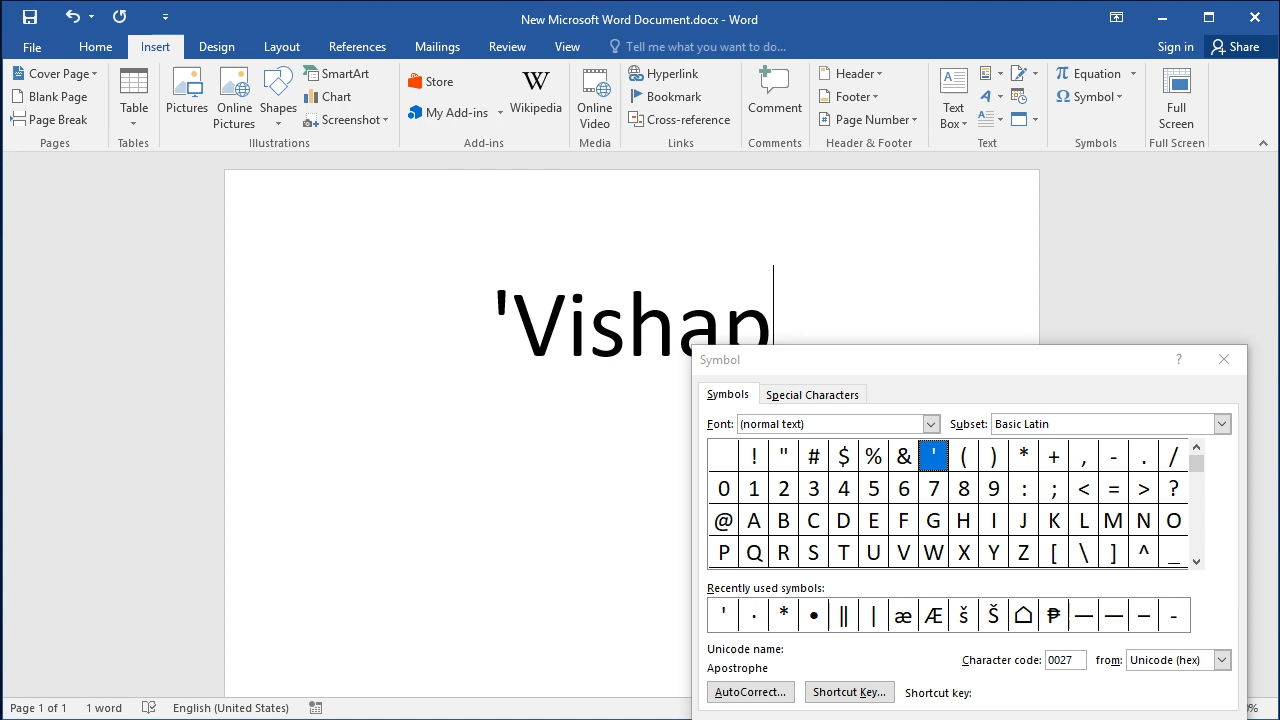 New Microsoft Word Document.docx - Word
File Home Insert Design Layout References Mailings Review View Tell me what you want to do... Sign in Share
Cover Page
Blank Page
Page Break
Pages
Table
Tables
Pictures
Online Pictures
Shapes
SmartArt
Chart
Screenshot
Illustrations
Store
My Add-ins
W
Wikipedia
Add-ins
Online Video
Media
Hyperlink
Bookmark
Cross-reference
Links
Comment
Comments
Header
Footer
Page Number
Header & Footer
A
Text Box
Text
π Equation
Ω Symbol
Symbols
Full Screen
Full Screen
'Vishap
Symbol ?
Symbols Special Characters
Font: (normal text) Subset: Basic Latin
! " # $ % & ' ( ) * + , - . /
0 1 2 3 4 5 6 7 8 9 : ; < = > ?
@ A B C D E F G H I J K L M N O
P Q R S T U V W X Y Z [ \ ] ^ _
Recently used symbols:
' · * • ‖ | æ Æ š Š ⌂ ₱ — — – -
Unicode name:
Apostrophe
Character code: 0027 from: Unicode (hex)
AutoCorrect... Shortcut Key... Shortcut key:
Page 1 of 1 1 word English (United States)